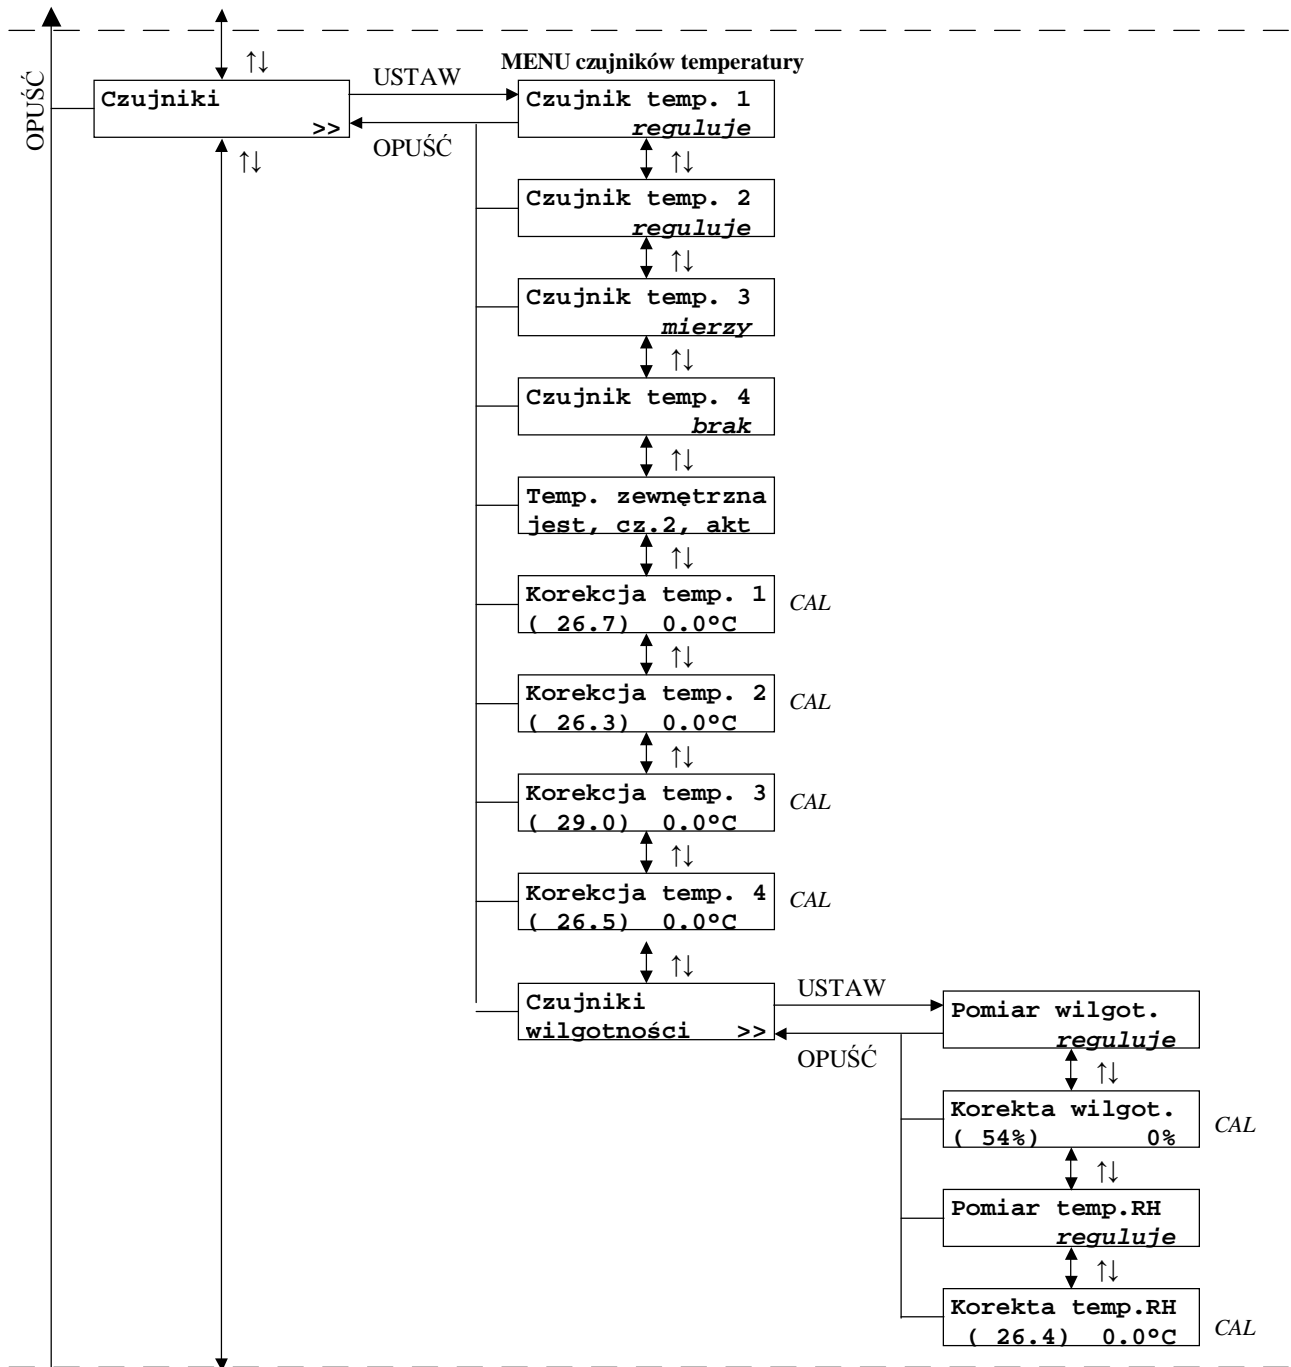 OPUŚĆ
↑↓
MENU czujników temperatury
Czujniki
>>
USTAW
OPUŚĆ
↑↓
Czujnik temp. 1
reguluje
↑↓
Czujnik temp. 2
reguluje
↑↓
Czujnik temp. 3
mierzy
↑↓
Czujnik temp. 4
brak
↑↓
Temp. zewnętrzna
jest, cz.2, akt
↑↓
Korekcja temp. 1
( 26.7) 0.0°C
CAL
↑↓
Korekcja temp. 2
( 26.3) 0.0°C
CAL
↑↓
Korekcja temp. 3
( 29.0) 0.0°C
CAL
↑↓
Korekcja temp. 4
( 26.5) 0.0°C
CAL
↑↓
Czujniki
wilgotności >>
USTAW
OPUŚĆ
Pomiar wilgot.
reguluje
↑↓
Korekta wilgot.
( 54%) 0%
CAL
↑↓
Pomiar temp.RH
reguluje
↑↓
Korekta temp.RH
( 26.4) 0.0°C
CAL